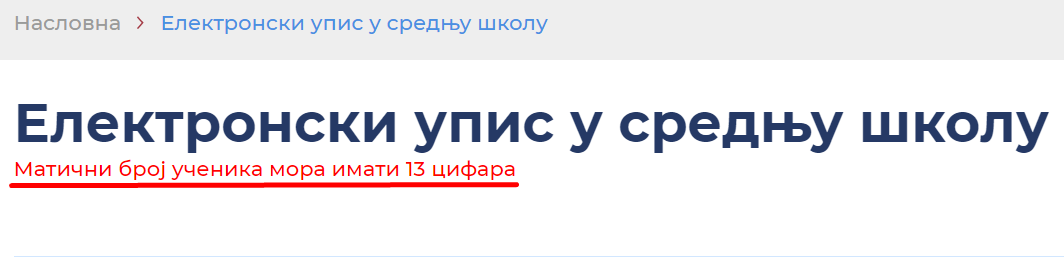 Насловна > Електронски упис у средњу школу
Електронски упис у средњу школу
Матични број ученика мора имати 13 цифара